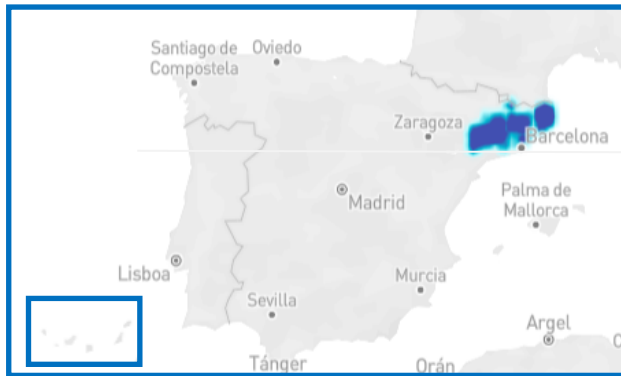 Santiago de
Compostela
Oviedo
Zaragoza
Barcelona
Madrid
Palma de
Mallorca
Lisboa
Murcia
Sevilla
Argel
Tánger
Orán